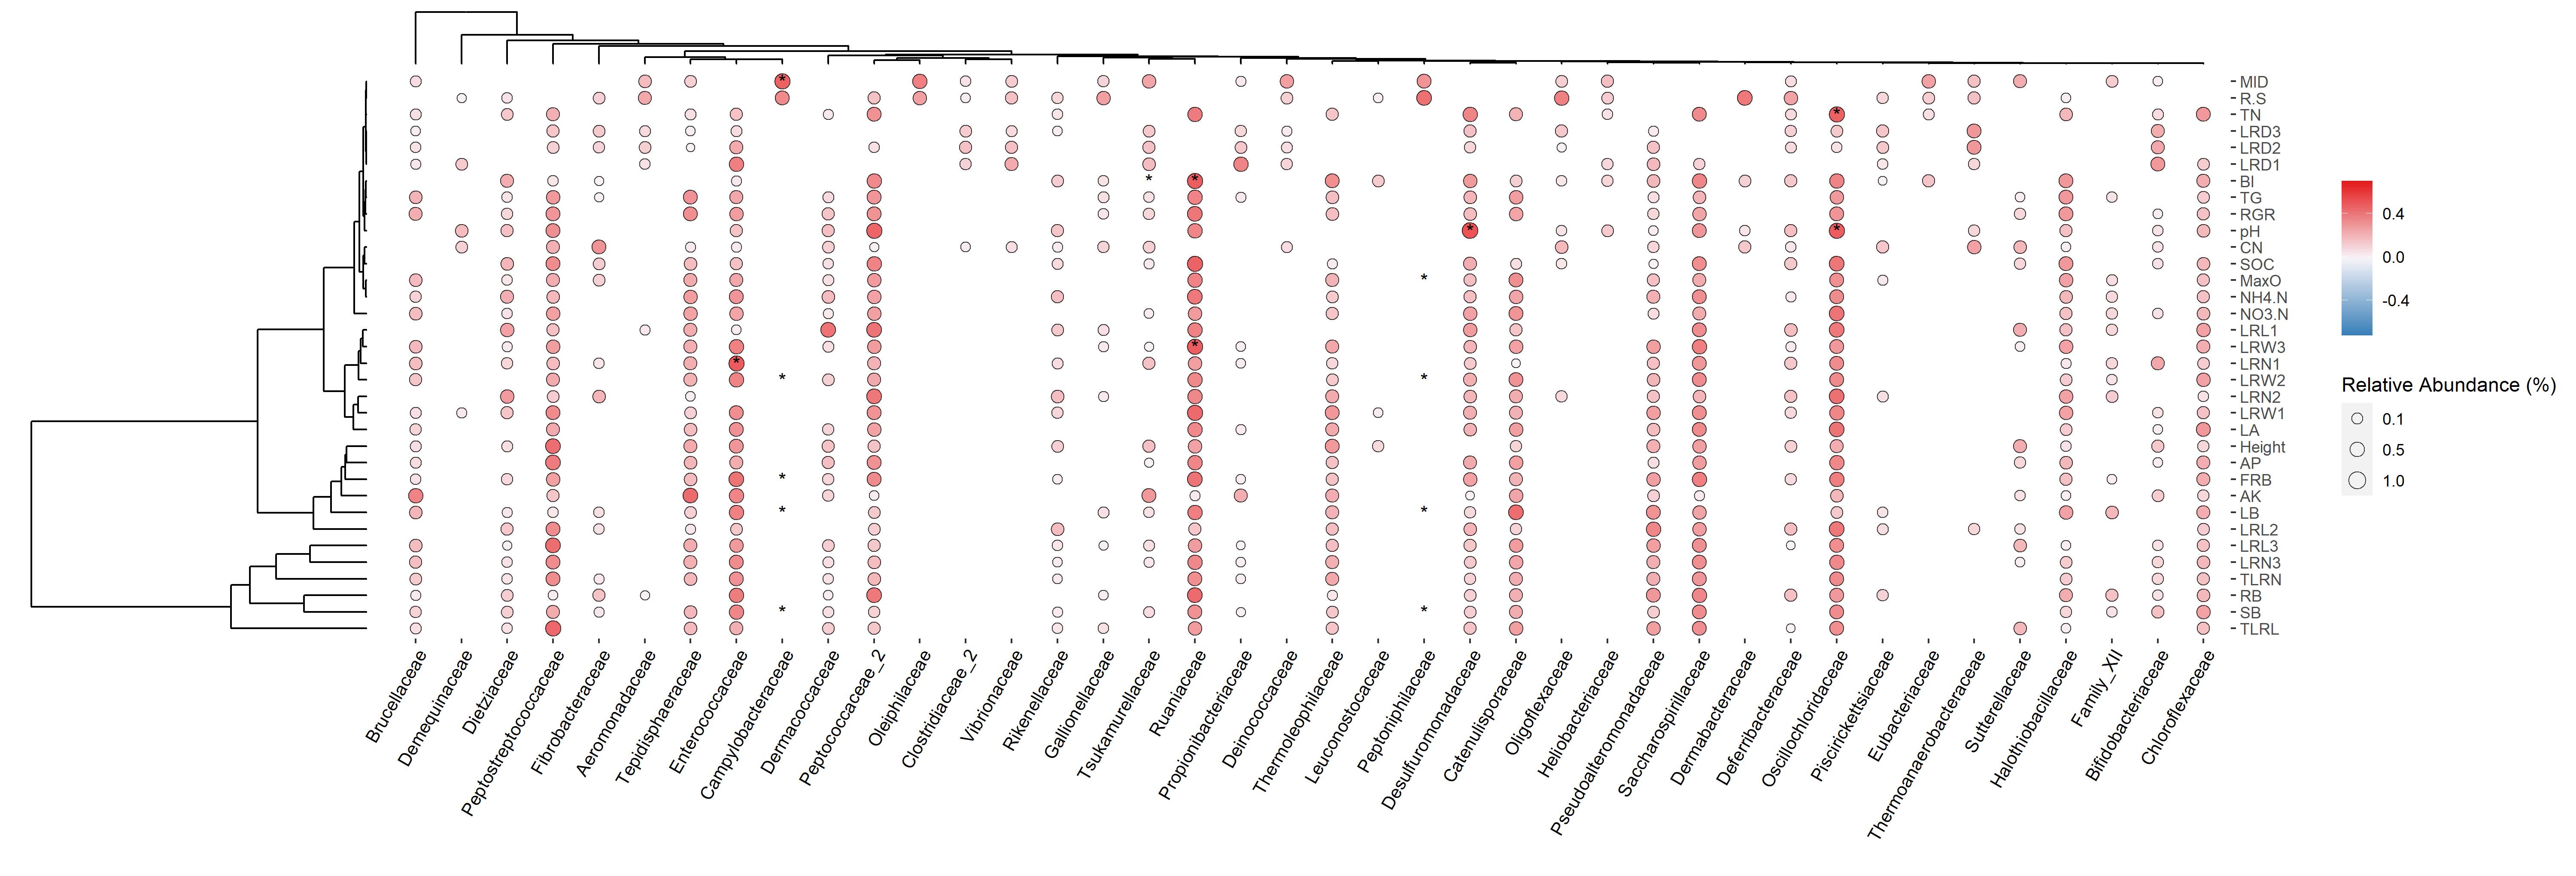 MID
R.S
TN
LRD3
LRD2
LRD1
BI
TG
RGR
pH
CN
SOC
MaxO
NH4.N
NO3.N
LRL1
LRW3
LRN1
LRW2
LRN2
LRW1
LA
Height
AP
FRB
AK
LB
LRL2
LRL3
LRN3
TLRN
RB
SB
TLRL
0.4
0.0
-0.4
Relative Abundance (%)
0.1
0.5
1.0
Brucellaceae
Demequinaceae
Dietziaceae
Peptostreptococcaceae
Fibrobacteraceae
Aeromonadaceae
Tepidisphaeraceae
Enterococcaceae
Campylobacteraceae
Dermacoccaceae
Peptococcaceae_2
Oleiphilaceae
Clostridiaceae_2
Vibrionaceae
Rikenellaceae
Gallionellaceae
Tsukamurellaceae
Ruaniaceae
Propionibacteriaceae
Deinococcaceae
Thermoleophilaceae
Leuconostocaceae
Peptoniphilaceae
Desulfuromonadaceae
Catenulisporaceae
Oligoflexaceae
Heliobacteriaceae
Pseudoalteromonadaceae
Saccharospirillaceae
Dermabacteraceae
Deferribacteraceae
Oscillochloridaceae
Piscirickettsiaceae
Eubacteriaceae
Thermoanaerobacteraceae
Sutterellaceae
Halothiobacillaceae
Family_XII
Bifidobacteriaceae
Chloroflexaceae